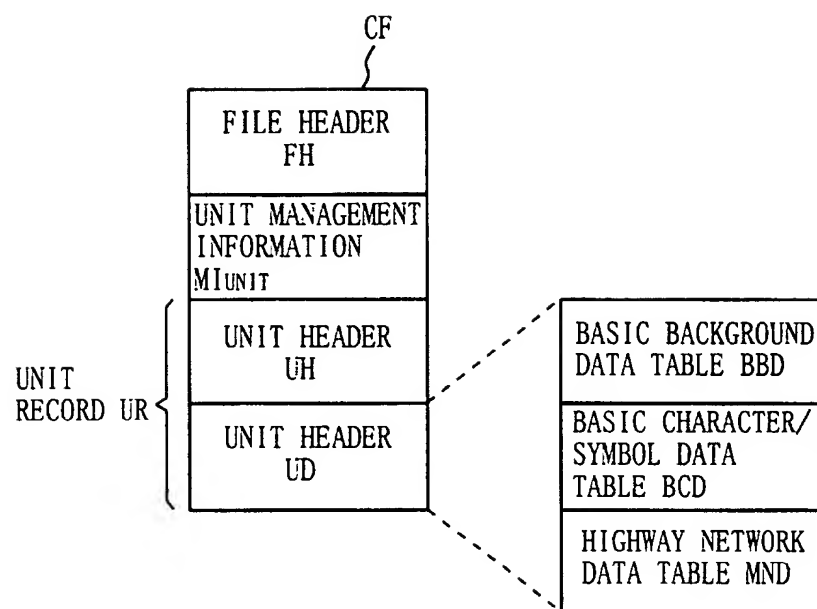 CF
FILE HEADER
FH
UNIT MANAGEMENT
INFORMATION
MIUNIT
UNIT HEADER
UH
UNIT
RECORD UR
UNIT HEADER
UD
BASIC BACKGROUND
DATA TABLE BBD
BASIC CHARACTER/
SYMBOL DATA
TABLE BCD
HIGHWAY NETWORK
DATA TABLE MND